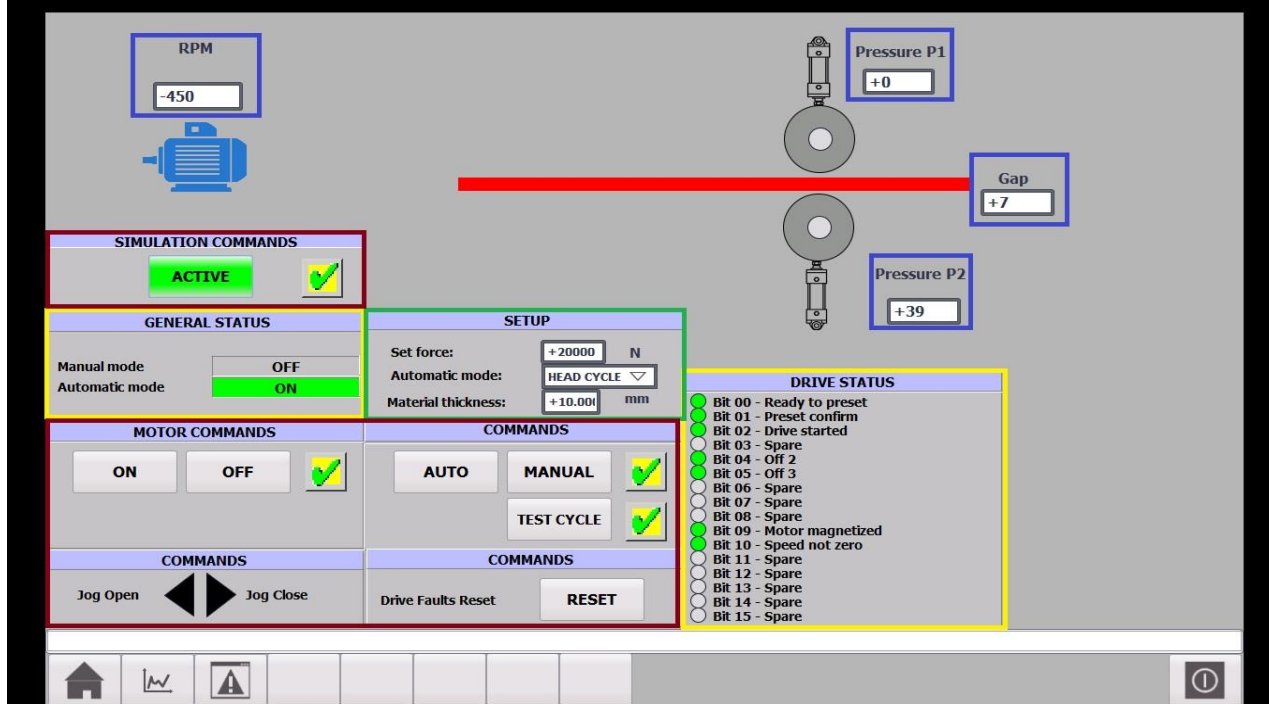 RPM
-450
Pressure P1
+0
Gap
+7
Pressure P2
+39
SIMULATION COMMANDS
ACTIVE
GENERAL STATUS
Manual mode OFF
Automatic mode ON
SETUP
Set force: +20000 N
Automatic mode: HEAD CYCLE
Material thickness: +10.00 mm
MOTOR COMMANDS
ON OFF
COMMANDS
AUTO MANUAL
TEST CYCLE
COMMANDS
Jog Open Jog Close
COMMANDS
Drive Faults Reset RESET
DRIVE STATUS
Bit 00 - Ready to preset
Bit 01 - Preset confirm
Bit 02 - Drive started
Bit 03 - Spare
Bit 04 - Off 2
Bit 05 - Off 3
Bit 06 - Spare
Bit 07 - Spare
Bit 08 - Spare
Bit 09 - Motor magnetized
Bit 10 - Speed not zero
Bit 11 - Spare
Bit 12 - Spare
Bit 13 - Spare
Bit 14 - Spare
Bit 15 - Spare